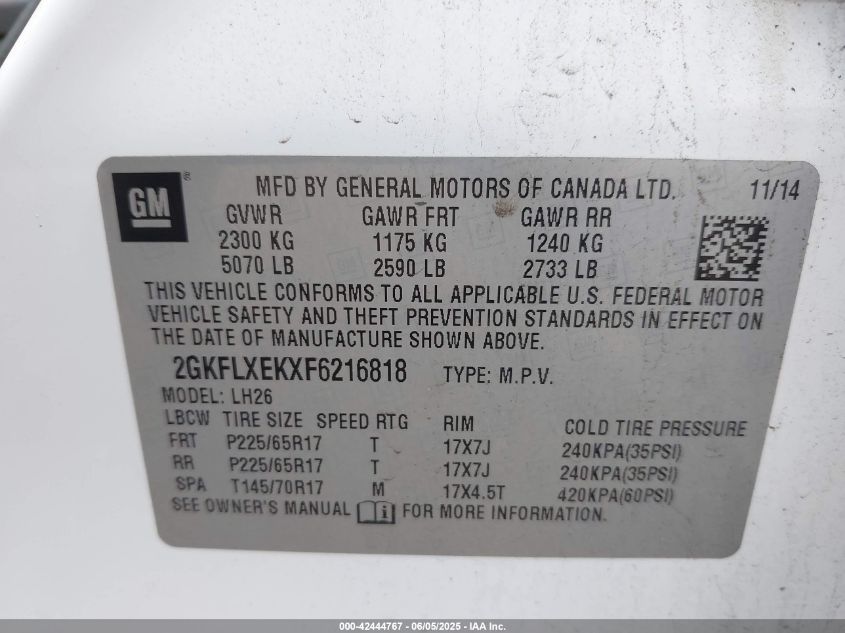 GM ® MFD BY GENERAL MOTORS OF CANADA LTD. 11/14
GVWR GAWR FRT GAWR RR
2300 KG 1175 KG 1240 KG
5070 LB 2590 LB 2733 LB
THIS VEHICLE CONFORMS TO ALL APPLICABLE U.S. FEDERAL MOTOR
VEHICLE SAFETY AND THEFT PREVENTION STANDARDS IN EFFECT ON
THE DATE OF MANUFACTURE SHOWN ABOVE.
2GKFLXEKXF6216818 TYPE: M.P.V.
MODEL: LH26
LBCW TIRE SIZE SPEED RTG RIM COLD TIRE PRESSURE
FRT P225/65R17 T 17X7J 240KPA(35PSI)
RR P225/65R17 T 17X7J 240KPA(35PSI)
SPA T145/70R17 M 17X4.5T 420KPA(60PSI)
SEE OWNER'S MANUAL i FOR MORE INFORMATION.
000-42444767 - 06/05/2025 - IAA Inc.